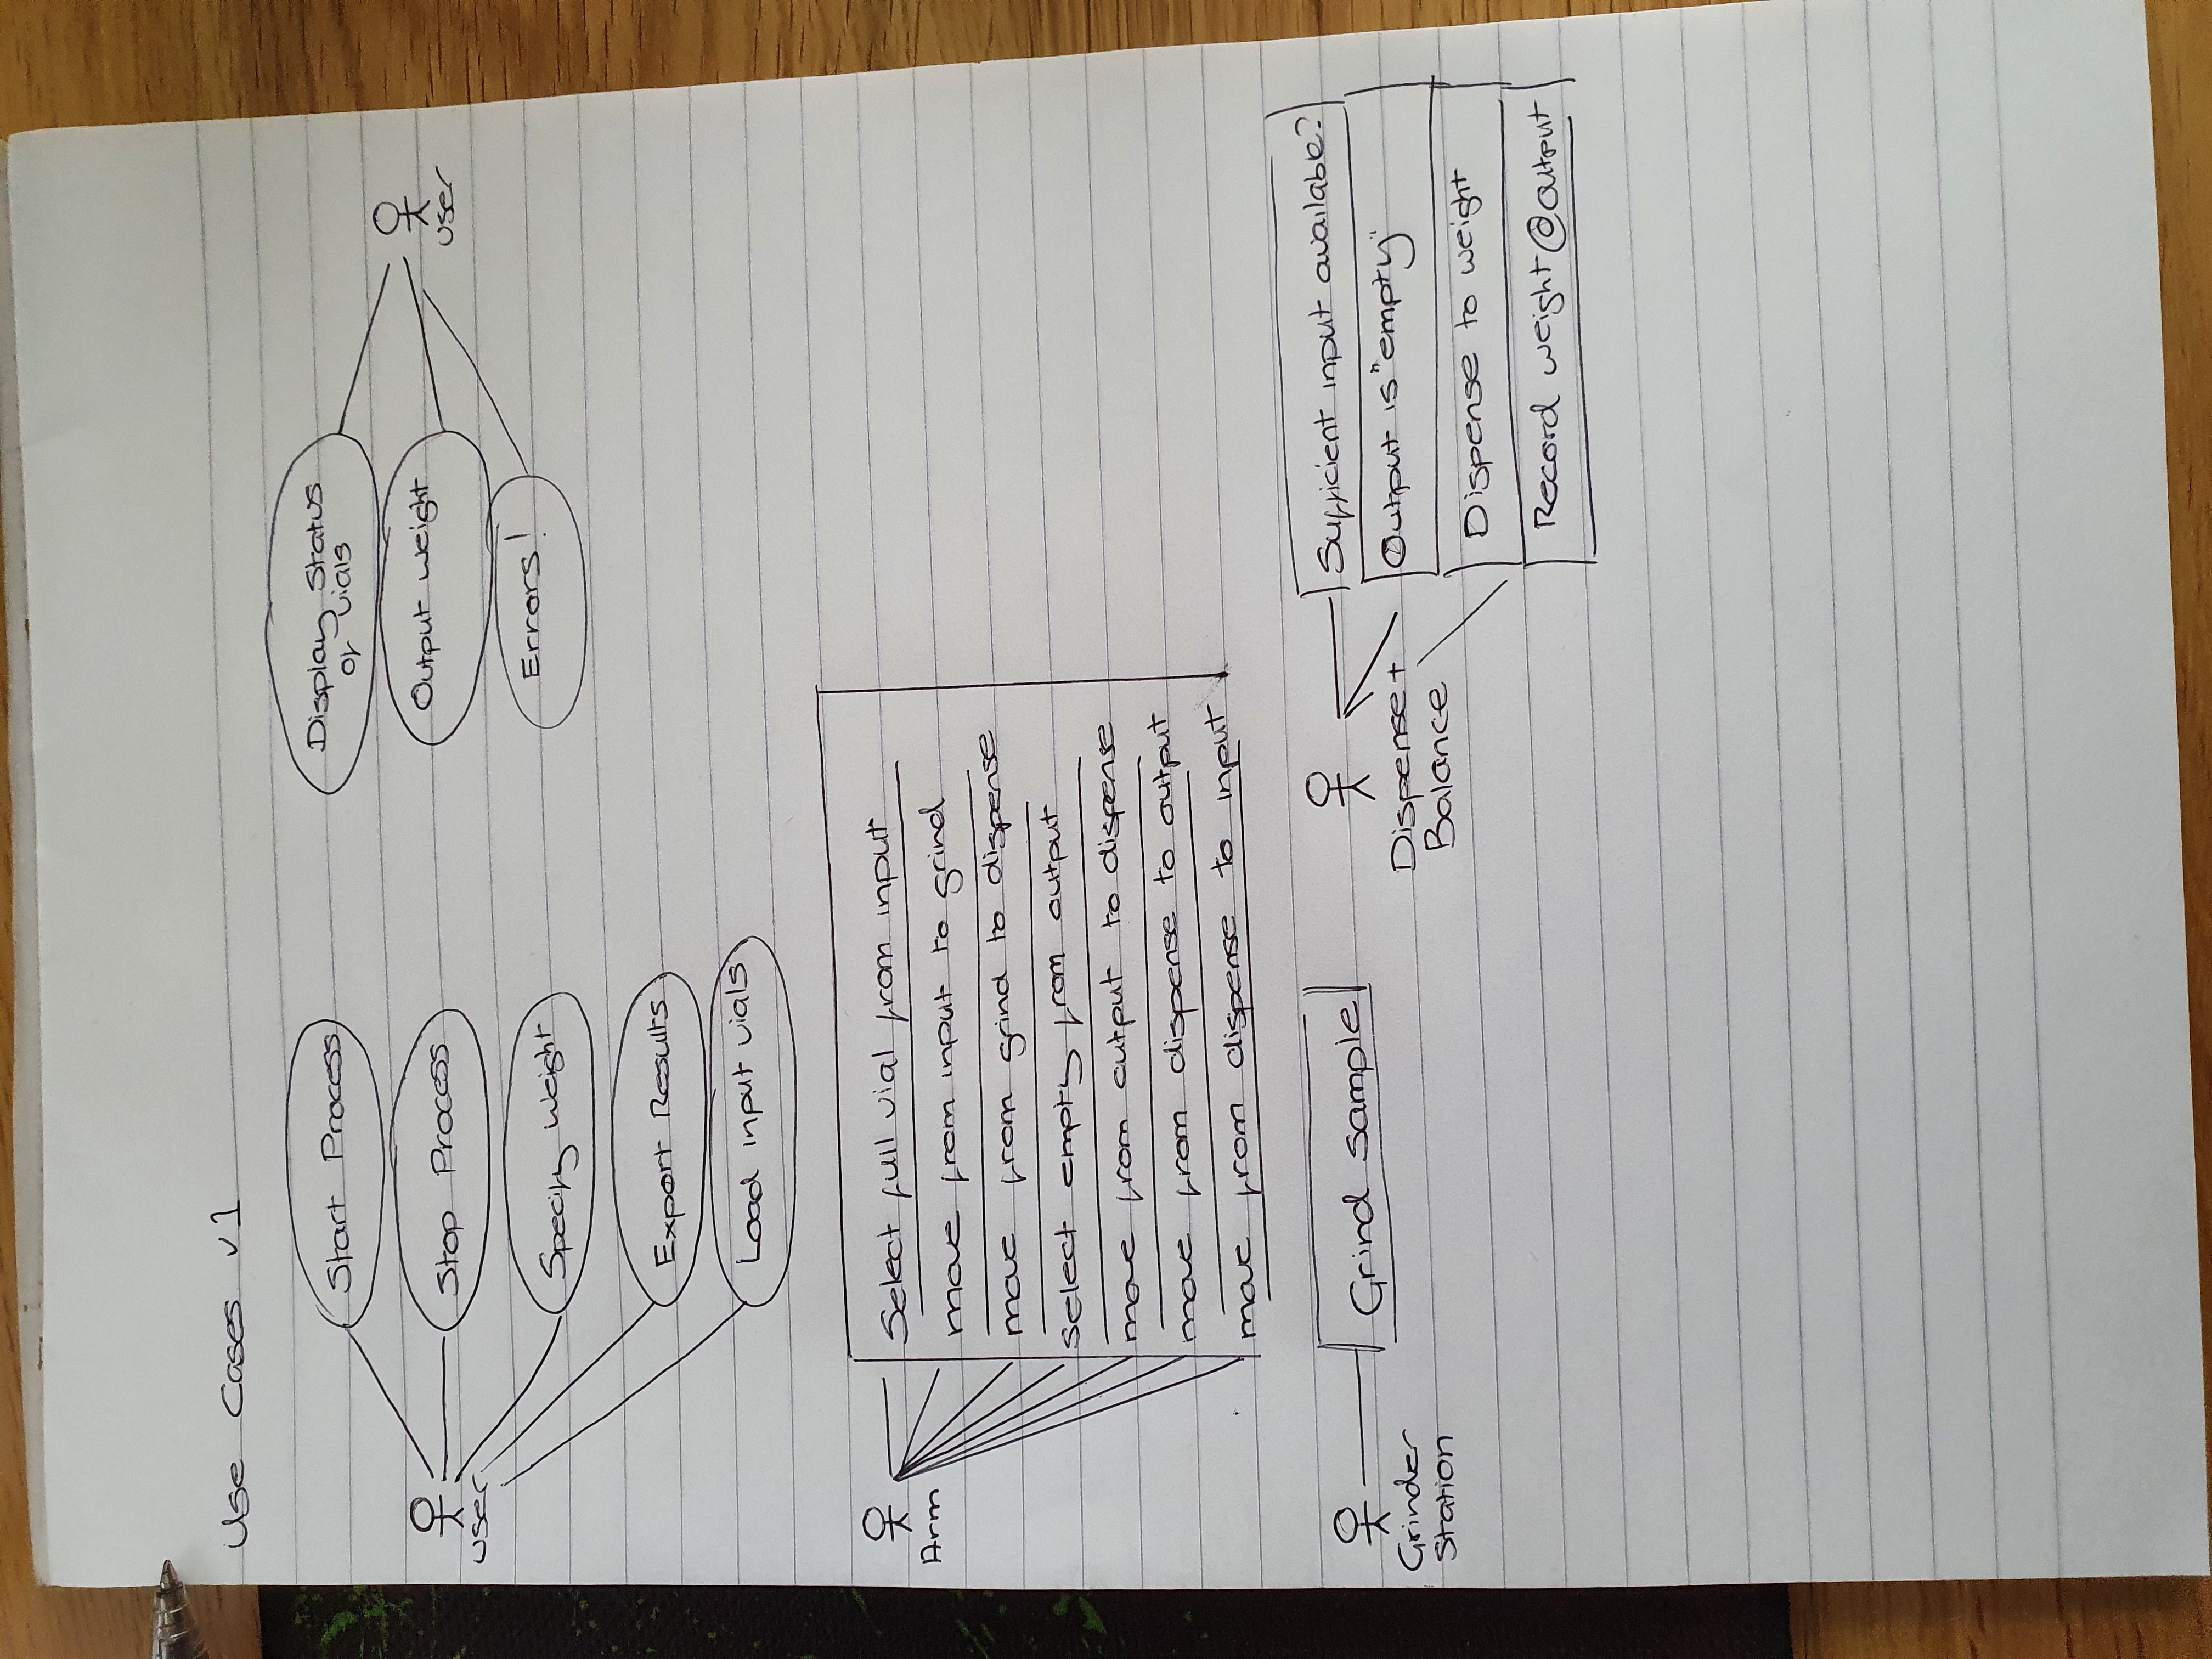 Use Cases v1
Start Process
Stop Process
Specify Weight
Export Results
Load input vials
user
Display Status
of vials
Output weight
Errors!
user
Arm
Select full vial from input
move from input to grind
move from grind to dispense
select empty from output
move from output to dispense
move from dispense to output
move from dispense to input
Grinder
Station
Grind sample
Dispense +
Balance
Sufficient input available?
Output is "empty"
Dispense to weight
Record weight @ output